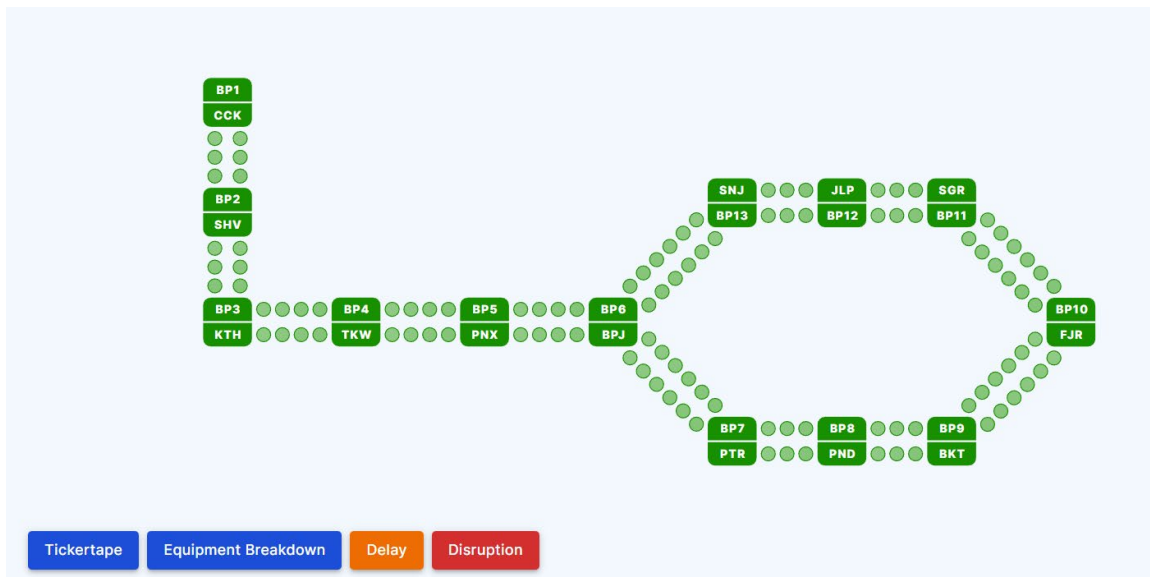 BP1
CCK
BP2
SHV
SNJ JLP SGR
BP13 BP12 BP11
BP3 BP4 BP5 BP6 BP10
KTH TKW PNX BPJ FJR
BP7 BP8 BP9
PTR PND BKT
Tickertape Equipment Breakdown Delay Disruption